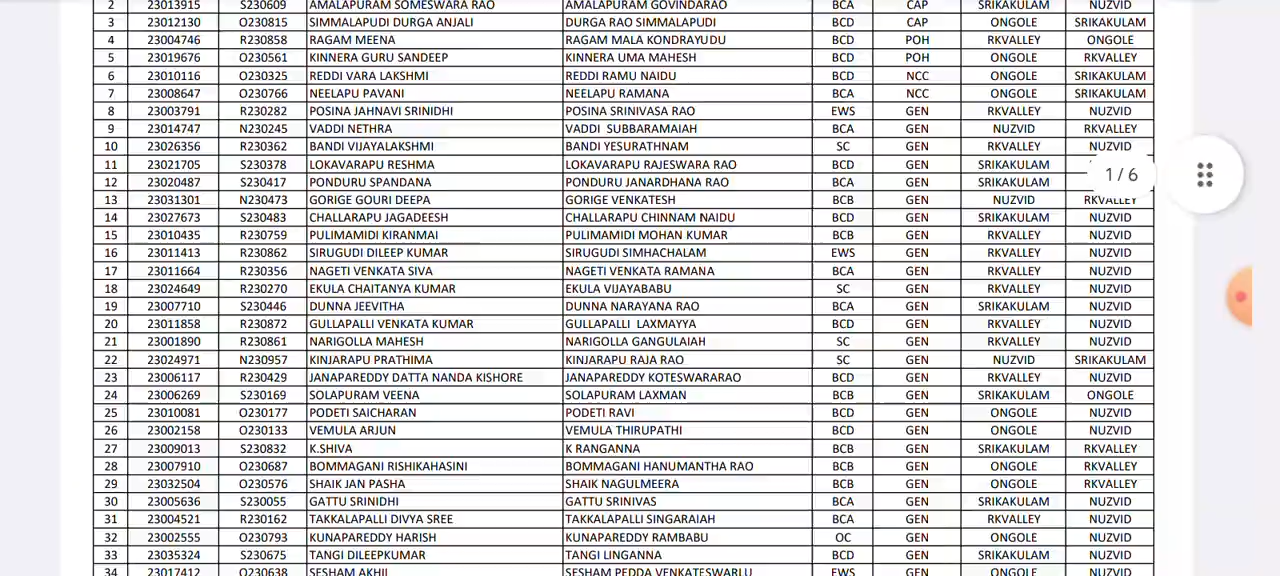 2 23013915 S230609 AMALAPURAM SOMESWARA RAO AMALAPURAM GOVINDARAO BCA CAP SRIKAKULAM NUZVID
3 23012130 O230815 SIMMALAPUDI DURGA ANJALI DURGA RAO SIMMALAPUDI BCD CAP ONGOLE SRIKAKULAM
4 23004746 R230858 RAGAM MEENA RAGAM MALA KONDRAYUDU BCD POH RKVALLEY ONGOLE
5 23019676 O230561 KINNERA GURU SANDEEP KINNERA UMA MAHESH BCD POH ONGOLE RKVALLEY
6 23010116 O230325 REDDI VARA LAKSHMI REDDI RAMU NAIDU BCD NCC ONGOLE SRIKAKULAM
7 23008647 O230766 NEELAPU PAVANI NEELAPU RAMANA BCA NCC ONGOLE SRIKAKULAM
8 23003791 R230282 POSINA JAHNAVI SRINIDHI POSINA SRINIVASA RAO EWS GEN RKVALLEY NUZVID
9 23014747 N230245 VADDI NETHRA VADDI SUBBARAMAIAH BCA GEN NUZVID RKVALLEY
10 23026356 R230362 BANDI VIJAYALAKSHMI BANDI YESURATHNAM SC GEN RKVALLEY NUZVID
11 23021705 S230378 LOKAVARAPU RESHMA LOKAVARAPU RAJESWARA RAO BCD GEN SRIKAKULAM
12 23020487 S230417 PONDURU SPANDANA PONDURU JANARDHANA RAO BCA GEN SRIKAKULAM
1 / 6
13 23031301 N230473 GORIGE GOURI DEEPA GORIGE VENKATESH BCB GEN NUZVID RKVALLEY
14 23027673 S230483 CHALLARAPU JAGADEESH CHALLARAPU CHINNAM NAIDU BCD GEN SRIKAKULAM NUZVID
15 23010435 R230759 PULIMAMIDI KIRANMAI PULIMAMIDI MOHAN KUMAR BCB GEN RKVALLEY NUZVID
16 23011413 R230862 SIRUGUDI DILEEP KUMAR SIRUGUDI SIMHACHALAM EWS GEN RKVALLEY NUZVID
17 23011664 R230356 NAGETI VENKATA SIVA NAGETI VENKATA RAMANA BCA GEN RKVALLEY NUZVID
18 23024649 R230270 EKULA CHAITANYA KUMAR EKULA VIJAYABABU SC GEN RKVALLEY NUZVID
19 23007710 S230446 DUNNA JEEVITHA DUNNA NARAYANA RAO BCA GEN SRIKAKULAM NUZVID
20 23011858 R230872 GULLAPALLI VENKATA KUMAR GULLAPALLI LAXMAYYA BCD GEN RKVALLEY NUZVID
21 23001890 R230861 NARIGOLLA MAHESH NARIGOLLA GANGULAIAH SC GEN RKVALLEY NUZVID
22 23024971 N230957 KINJARAPU PRATHIMA KINJARAPU RAJA RAO SC GEN NUZVID SRIKAKULAM
23 23006117 R230429 JANAPAREDDY DATTA NANDA KISHORE JANAPAREDDY KOTESWARARAO BCD GEN RKVALLEY NUZVID
24 23006269 S230169 SOLAPURAM VEENA SOLAPURAM LAXMAN BCB GEN SRIKAKULAM ONGOLE
25 23010081 O230177 PODETI SAICHARAN PODETI RAVI BCD GEN ONGOLE NUZVID
26 23002158 O230133 VEMULA ARJUN VEMULA THIRUPATHI BCD GEN ONGOLE NUZVID
27 23009013 S230832 K.SHIVA K RANGANNA BCB GEN SRIKAKULAM RKVALLEY
28 23007910 O230687 BOMMAGANI RISHIKAHASINI BOMMAGANI HANUMANTHA RAO BCB GEN ONGOLE RKVALLEY
29 23032504 O230576 SHAIK JAN PASHA SHAIK NAGULMEERA BCB GEN ONGOLE RKVALLEY
30 23005636 S230055 GATTU SRINIDHI GATTU SRINIVAS BCA GEN SRIKAKULAM NUZVID
31 23004521 R230162 TAKKALAPALLI DIVYA SREE TAKKALAPALLI SINGARAIAH BCA GEN RKVALLEY NUZVID
32 23002555 O230793 KUNAPAREDDY HARISH KUNAPAREDDY RAMBABU OC GEN ONGOLE NUZVID
33 23035324 S230675 TANGI DILEEPKUMAR TANGI LINGANNA BCD GEN SRIKAKULAM NUZVID
34 23017412 O230638 SESHAM AKHIL SESHAM PEDDA VENKATESWARLU EWS GEN ONGOLE NUZVID